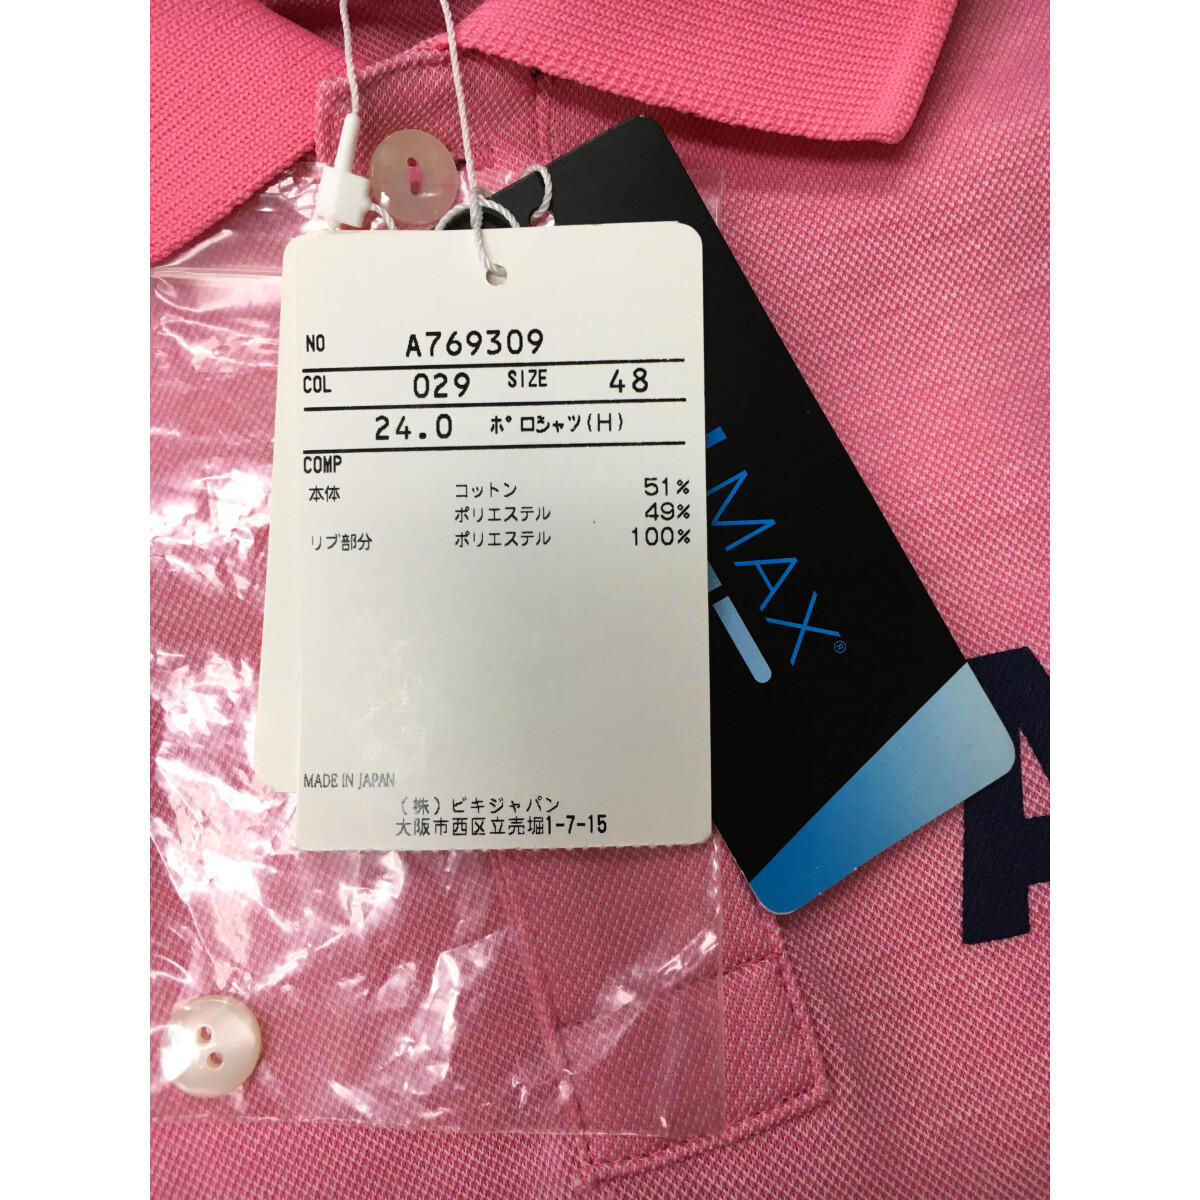 NO A769309
COL 029 SIZE 48
24.0 ポロシャツ(H)
COMP
本体 コットン 51%
ポリエステル 49%
リブ部分 ポリエステル 100%
MADE IN JAPAN
(株)ビキジャパン
大阪市西区立売堀1-7-15
MAX®
A